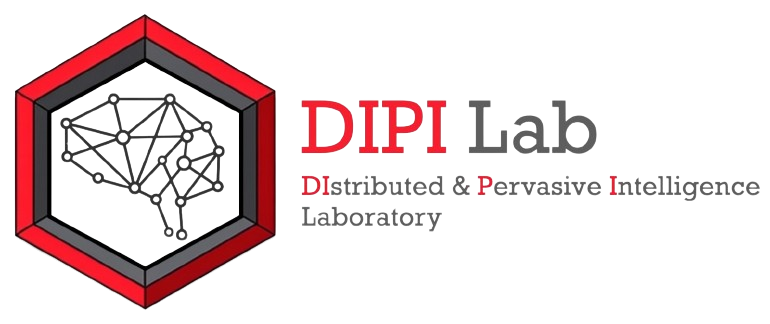 DIPI Lab
DIstributed & Pervasive Intelligence
Laboratory